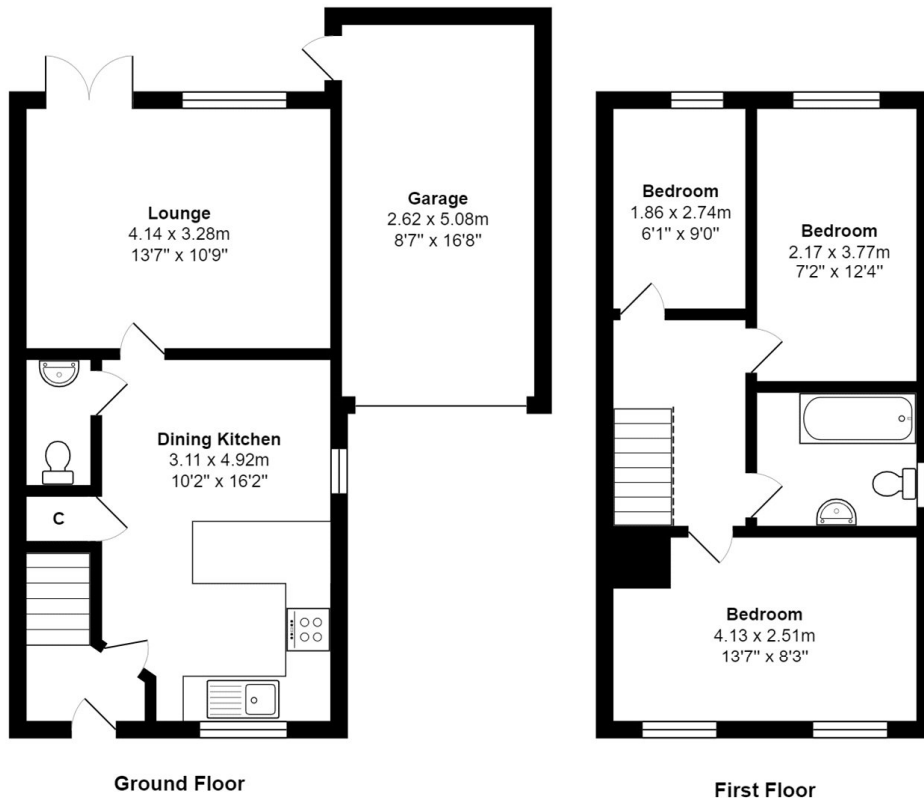 Lounge
4.14 x 3.28m
13'7" x 10'9"
Garage
2.62 x 5.08m
8'7" x 16'8"
Dining Kitchen
3.11 x 4.92m
10'2" x 16'2"
C
Ground Floor
Bedroom
1.86 x 2.74m
6'1" x 9'0"
Bedroom
2.17 x 3.77m
7'2" x 12'4"
Bedroom
4.13 x 2.51m
13'7" x 8'3"
First Floor